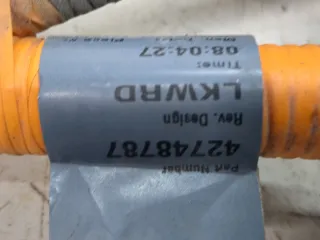 Part Number
42748787
Rev. Design
LKWRD
Time:
08:04:27